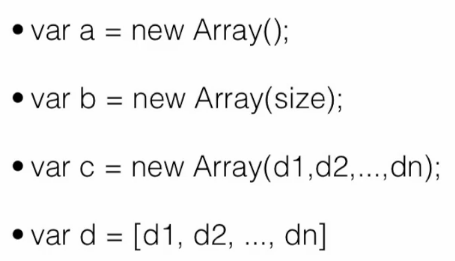 • var a = new Array();
• var b = new Array(size);
• var c = new Array(d1,d2,...,dn);
• var d = [d1, d2, ..., dn]